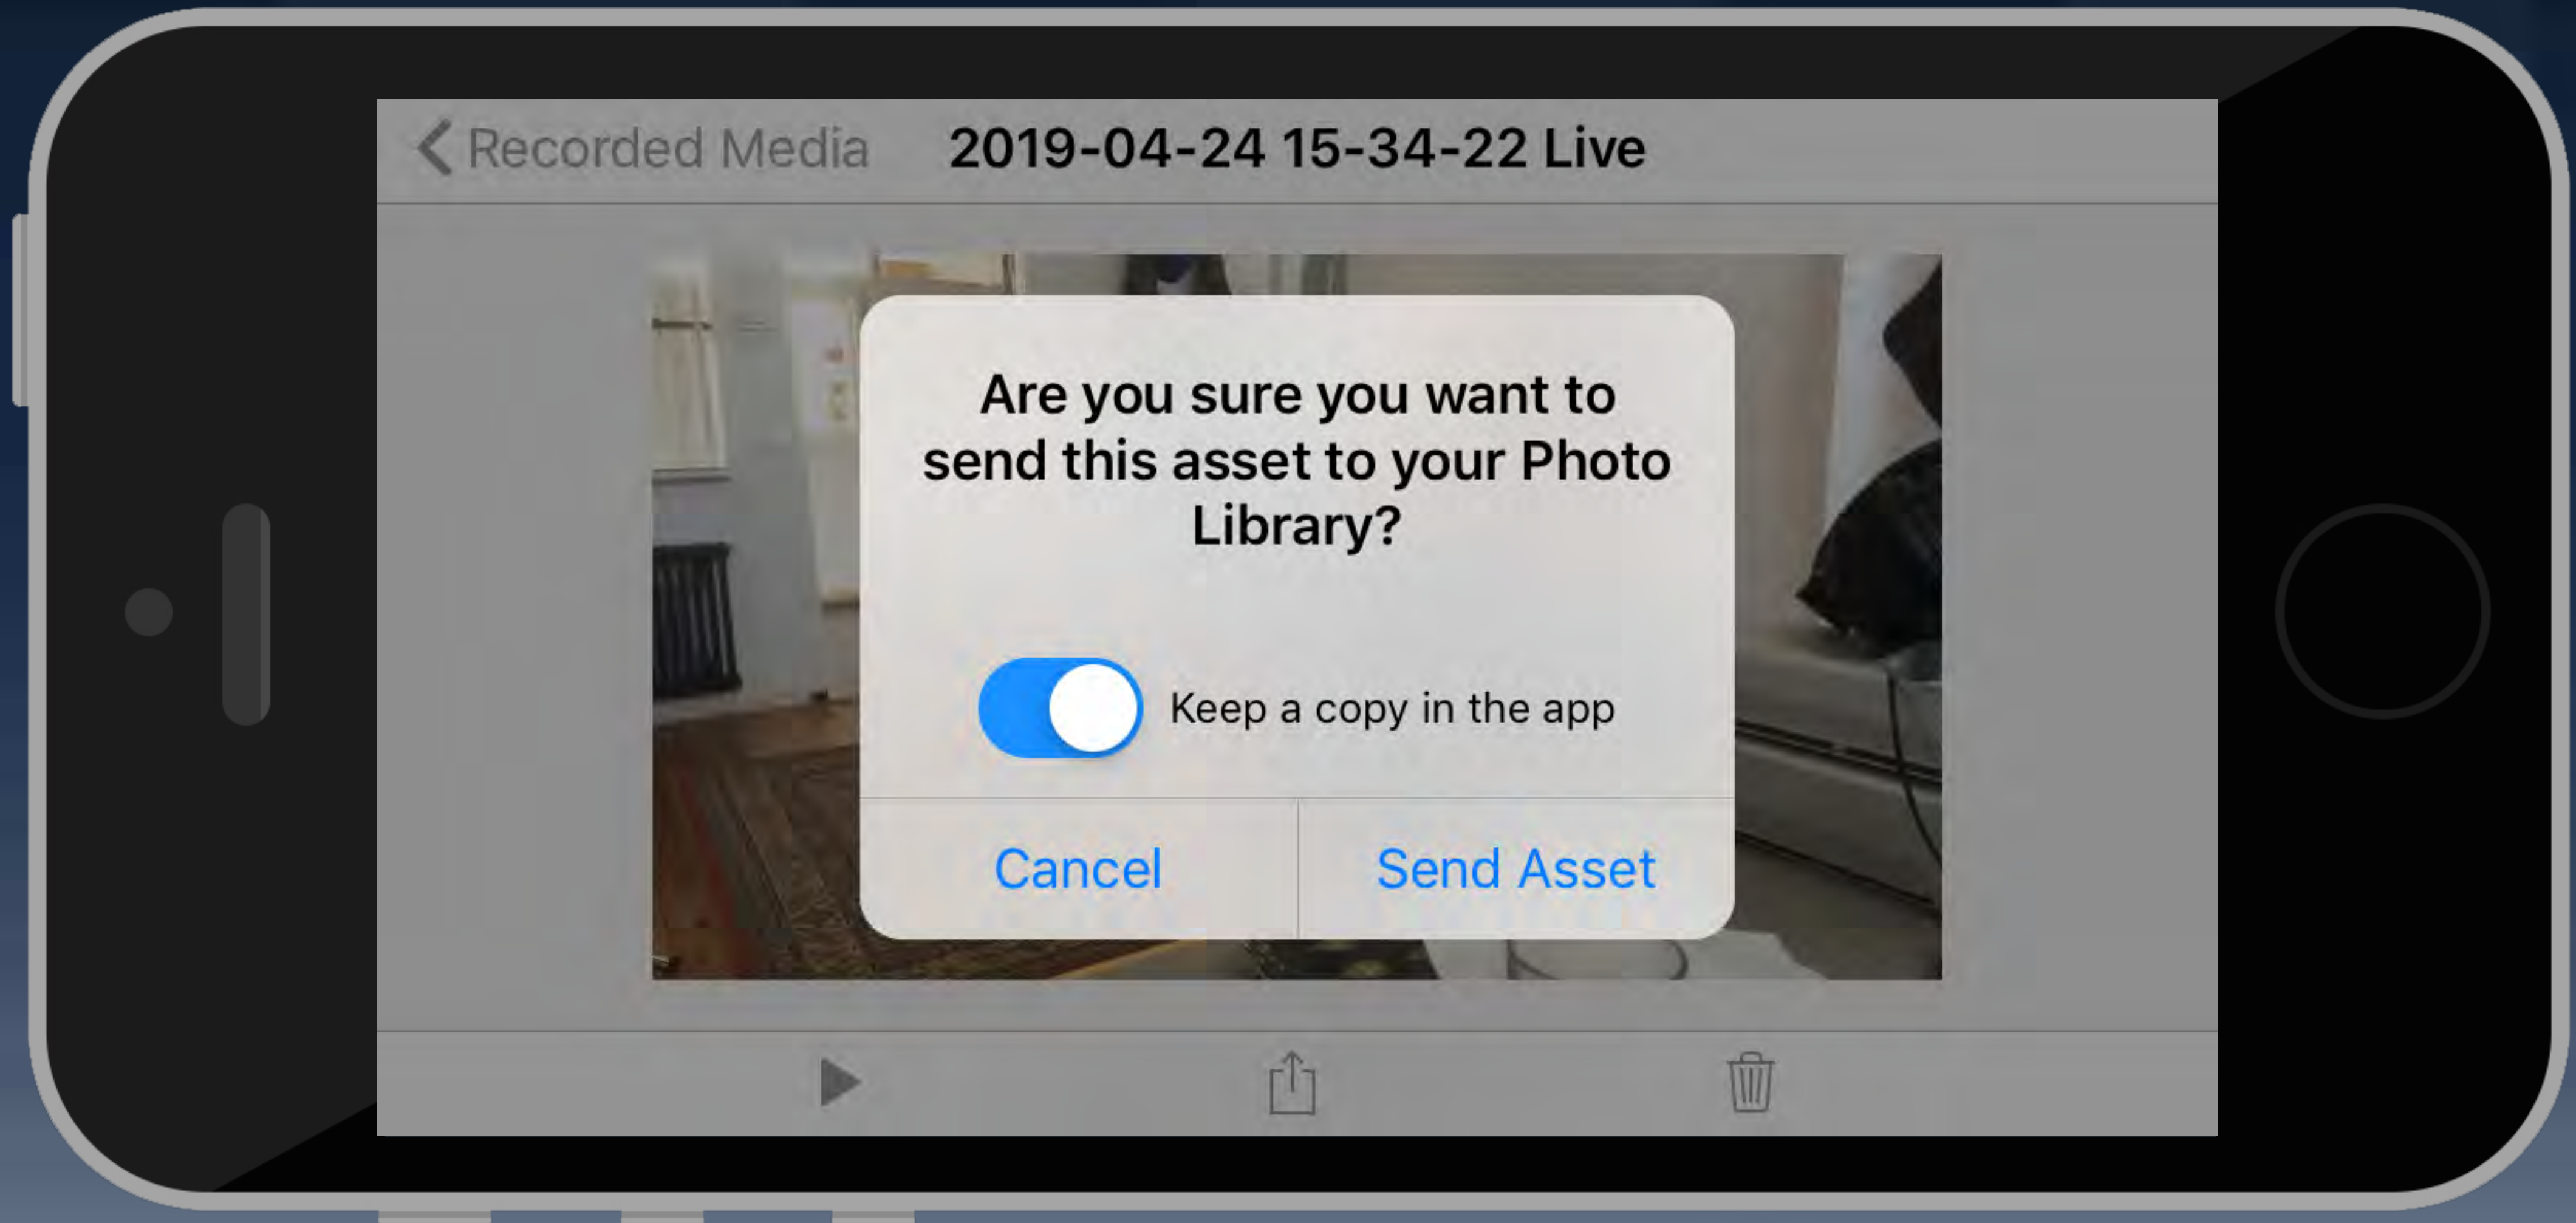 Recorded Media
2019-04-24 15-34-22 Live
Are you sure you want to
send this asset to your Photo
Library?
Keep a copy in the app
Cancel
Send Asset